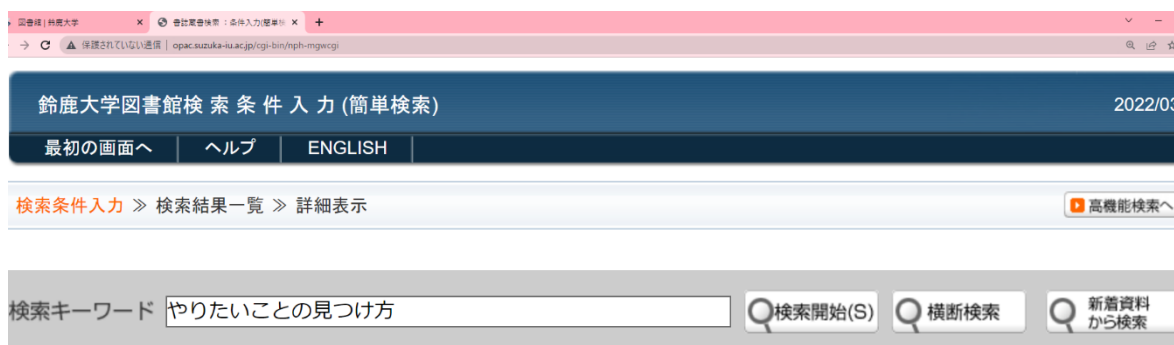 図書館 | 鈴鹿大学 × 書誌蔵書検索 : 条件入力(簡単検 × +
保護されていない通信 | opac.suzuka-iu.ac.jp/cgi-bin/nph-mgwcgi
鈴鹿大学図書館検 索 条 件 入 力 (簡単検索) 2022/03
最初の画面へ ヘルプ ENGLISH
検索条件入力 ≫ 検索結果一覧 ≫ 詳細表示 高機能検索へ
検索キーワード やりたいことの見つけ方 検索開始(S) 横断検索 新着資料
から検索